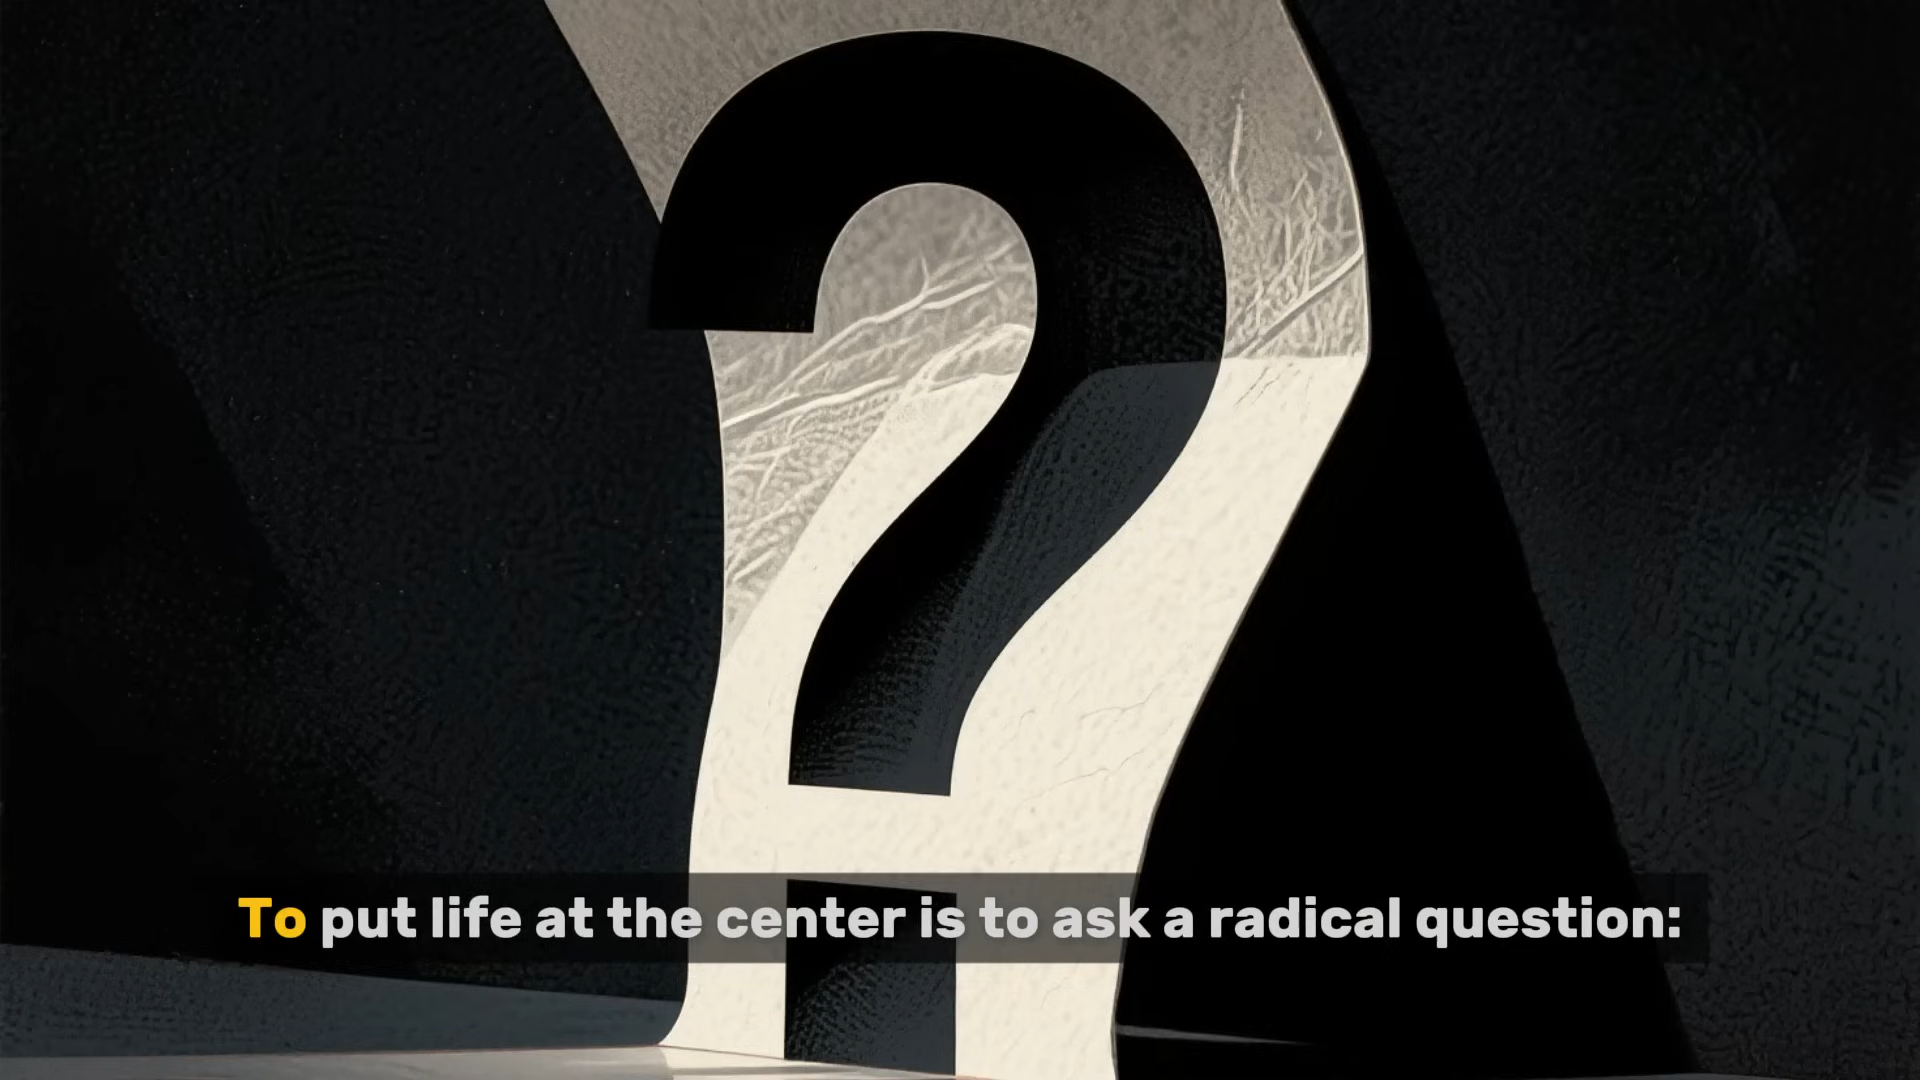 ?
To put life at the center is to ask a radical question: